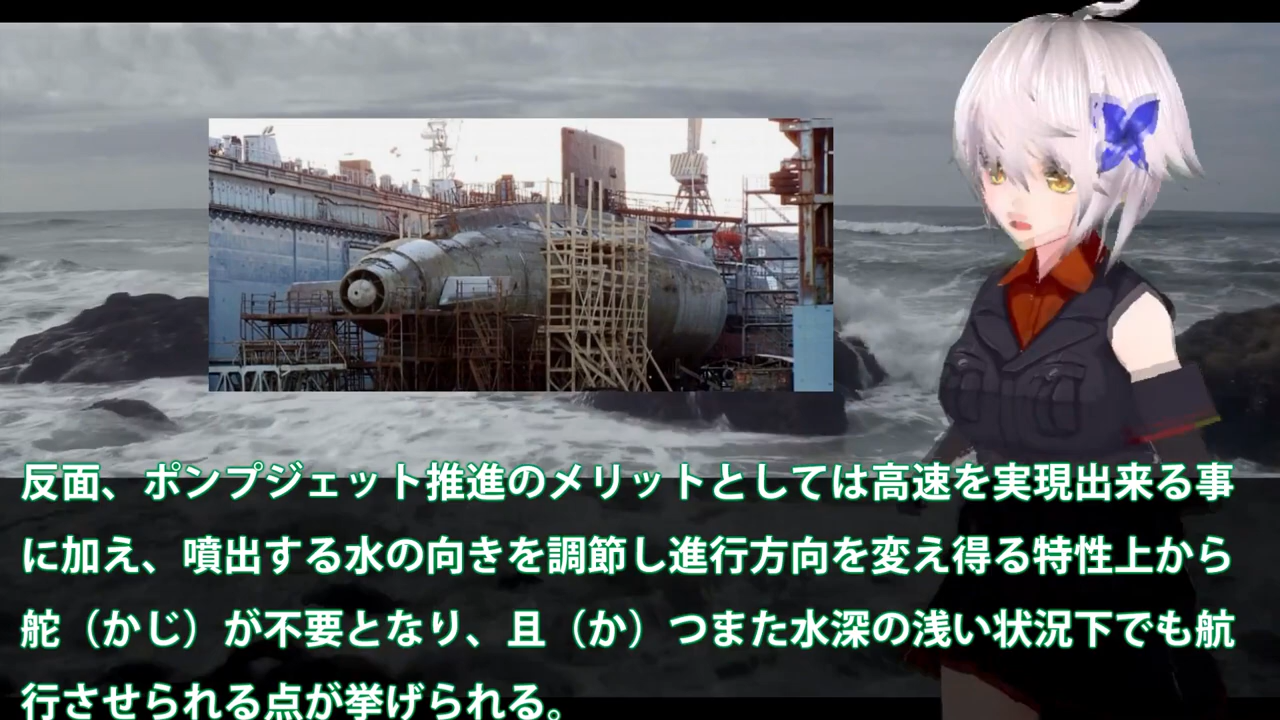 反面、ポンプジェット推進のメリットとしては高速を実現出来る事
に加え、噴出する水の向きを調節し進行方向を変え得る特性上から
舵（かじ）が不要となり、且（か）つまた水深の浅い状況下でも航
行させられる点が挙げられる。